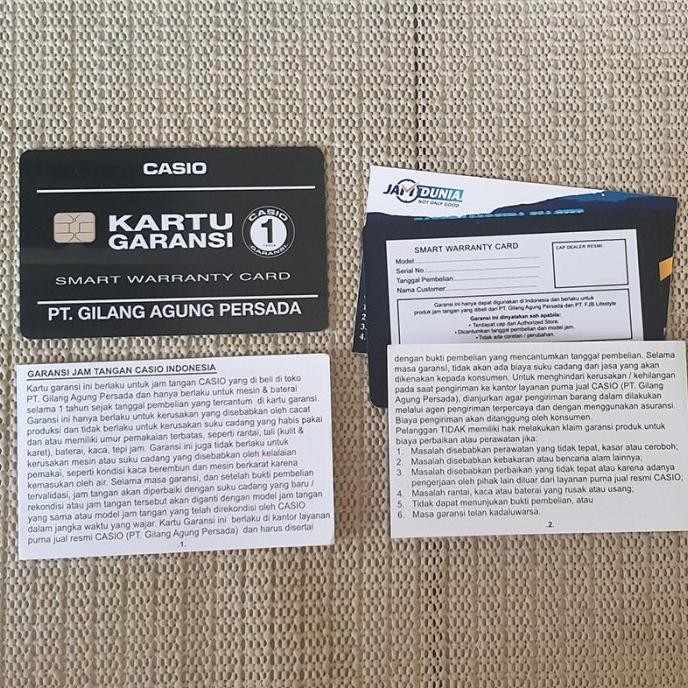 CASIO
KARTU
GARANSI
CASIO
1
TAHUN
GARANSI
SMART WARRANTY CARD
PT. GILANG AGUNG PERSADA
JAM DUNIA
NOT ONLY GOOD
SMART WARRANTY CARD
Model:
Serial No.:
Tanggal Pembelian:
Nama Customer:
CAP DEALER RESMI.
Garansi ini hanya dapat digunakan di Indonesia dan berlaku untuk
produk jam tangan yang dibeli dari PT. Gilang Agung Persada dan PT. FJB Lifestyle
Garansi ini dinyatakan sah apabila:
• Terdapat cap dari Authorized Store.
• Dicantumkan tanggal pembelian dan model jam.
• Tidak ada coretan / perubahan.
GARANSI JAM TANGAN CASIO INDONESIA
Kartu garansi ini berlaku untuk jam tangan CASIO yang di beli di toko
PT. Gilang Agung Persada dan hanya berlaku untuk mesin & baterai
selama 1 tahun sejak tanggal pembelian yang tercantum di kartu garansi.
Garansi ini hanya berlaku untuk kerusakan yang disebabkan oleh cacat
produksi dan tidak berlaku untuk kerusakan suku cadang yang habis pakai
dan atau memiliki umur pemakaian terbatas, seperti rantai, tali (kulit &
karet), baterai, kaca, tepi jam. Garansi ini juga tidak berlaku untuk
kerusakan mesin atau suku cadang yang disebabkan oleh kelalaian
pemakai, seperti kondisi kaca berembun dan mesin berkarat karena
kemasukan oleh air. Selama masa garansi, dan setelah bukti pembelian
tervalidasi, jam tangan akan diperbaiki dengan suku cadang yang baru /
rekondisi atau jam tangan tersebut akan diganti dengan model jam tangan
yang sama atau model jam tangan yang telah direkondisi oleh CASIO
dalam jangka waktu yang wajar. Kartu Garansi ini berlaku di kantor layanan
purna jual resmi CASIO (PT. Gilang Agung Persada) dan harus disertai
.1.
dengan bukti pembelian yang mencantumkan tanggal pembelian. Selama
masa garansi, tidak akan ada biaya suku cadang dan jasa yang akan
dikenakan kepada konsumen. Untuk menghindari kerusakan / kehilangan
pada saat pengiriman ke kantor layanan purna jual CASIO (PT. Gilang
Agung Persada), dianjurkan agar pengiriman barang dalam dilakukan
melalui agen pengiriman terpercaya dan dengan menggunakan asuransi.
Biaya pengiriman akan ditanggung oleh konsumen.
Pelanggan TIDAK memiliki hak melakukan klaim garansi produk untuk
biaya perbaikan atau perawatan jika:
1. Masalah disebabkan perawatan yang tidak tepat, kasar atau ceroboh;
2. Masalah disebabkan kebakaran atau bencana alam lainnya;
3. Masalah disebabkan perbaikan yang tidak tepat atau karena adanya
pengerjaan oleh pihak lain diluar dari layanan purna jual resmi CASIO;
4. Masalah rantai, kaca atau baterai yang rusak atau usang;
5. Tidak dapat menunjukan bukti pembelian, atau
6. Masa garansi telan kadaluwarsa.
.2.